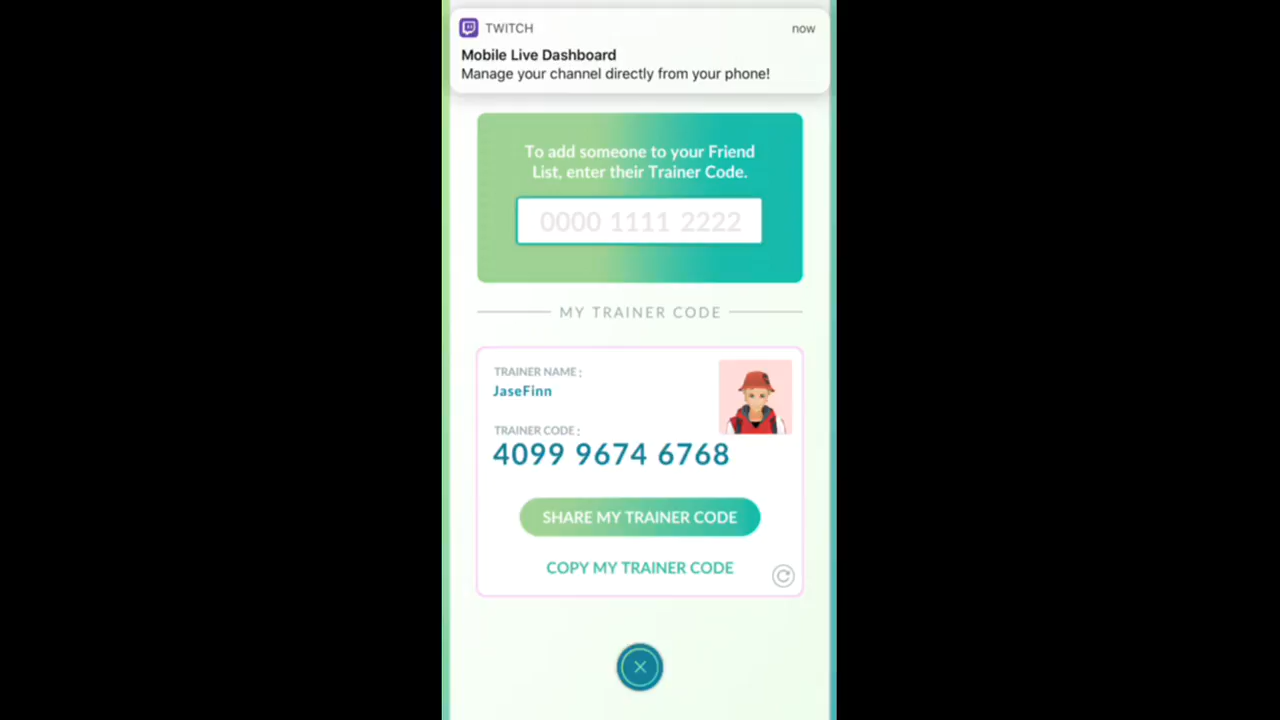 TWITCH
now
Mobile Live Dashboard
Manage your channel directly from your phone!
To add someone to your Friend
List, enter their Trainer Code.
0000 1111 2222
MY TRAINER CODE
TRAINER NAME :
JaseFinn
TRAINER CODE :
4099 9674 6768
SHARE MY TRAINER CODE
COPY MY TRAINER CODE